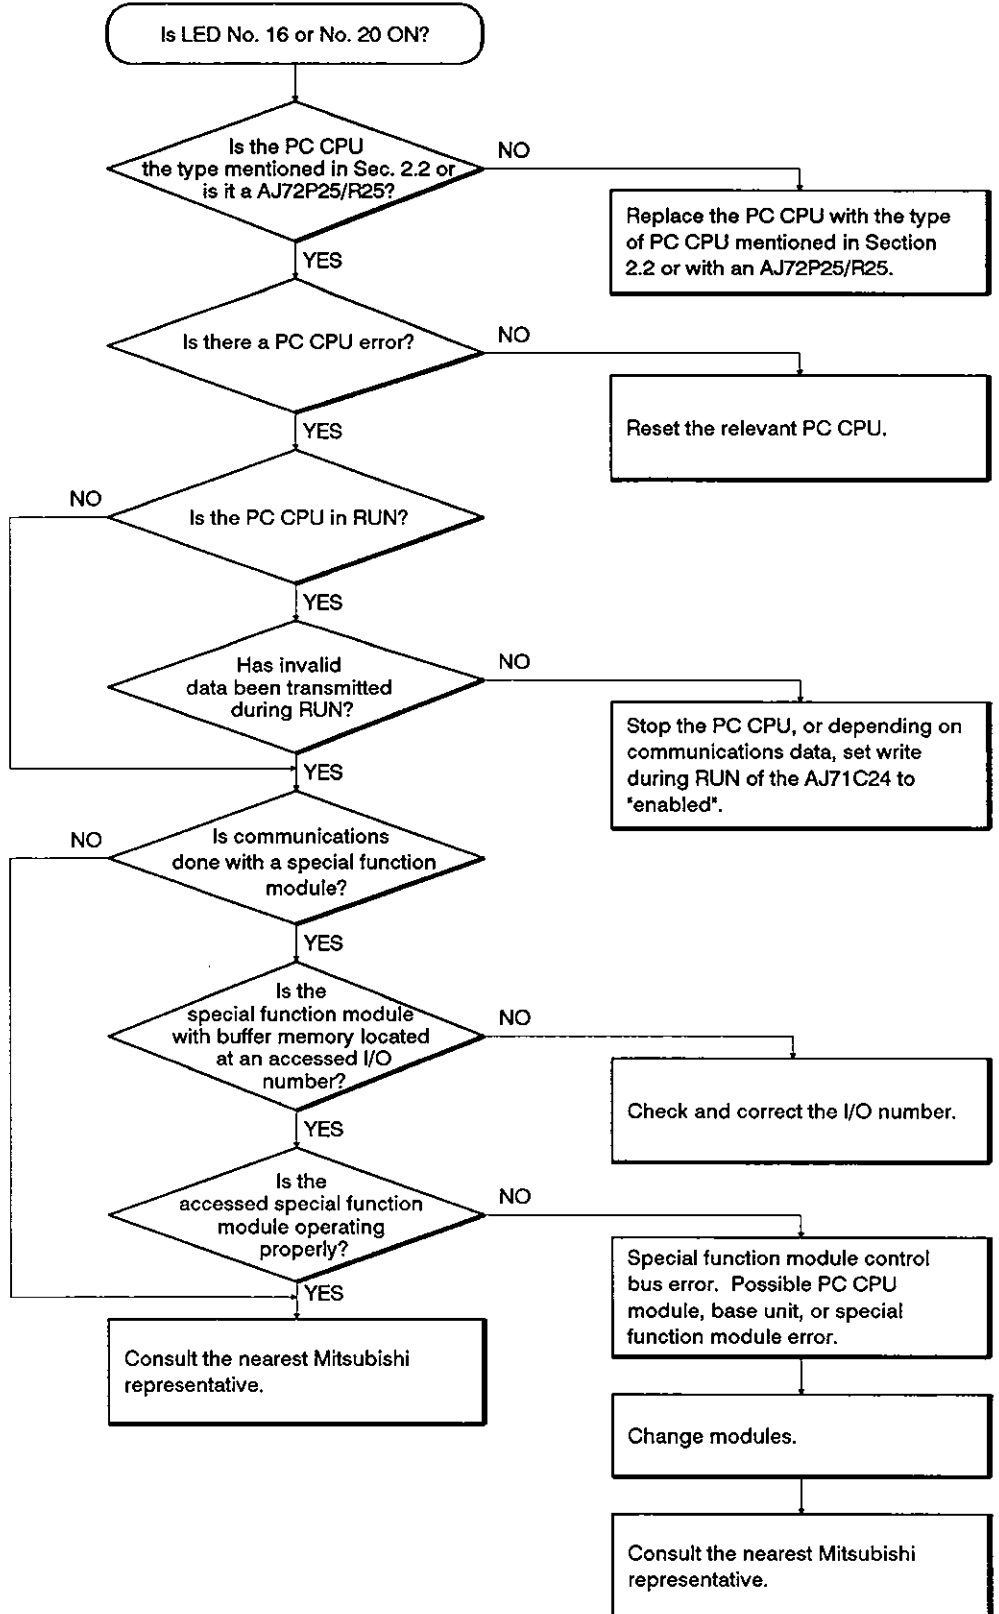 Is LED No. 16 or No. 20 ON?
Is the PC CPU
the type mentioned in Sec. 2.2 or
is it a AJ72P25/R25?
NO
Replace the PC CPU with the type
of PC CPU mentioned in Section
2.2 or with an AJ72P25/R25.
YES
Is there a PC CPU error?
NO
Reset the relevant PC CPU.
YES
NO
Is the PC CPU in RUN?
YES
Has invalid
data been transmitted
during RUN?
NO
Stop the PC CPU, or depending on
communications data, set write
during RUN of the AJ71C24 to
"enabled".
YES
NO
Is communications
done with a special function
module?
YES
Is the
special function module
with buffer memory located
at an accessed I/O
number?
NO
Check and correct the I/O number.
YES
Is the
accessed special function
module operating
properly?
NO
Special function module control
bus error. Possible PC CPU
module, base unit, or special
function module error.
YES
Consult the nearest Mitsubishi
representative.
Change modules.
Consult the nearest Mitsubishi
representative.